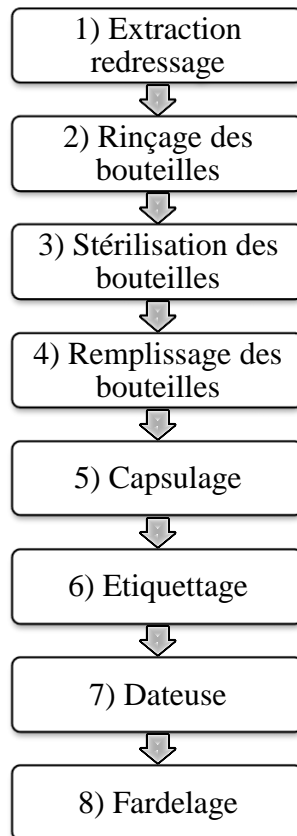 1) Extraction
redressage
2) Rinçage des
bouteilles
3) Stérilisation des
bouteilles
4) Remplissage des
bouteilles
5) Capsulage
6) Etiquettage
7) Dateuse
8) Fardelage